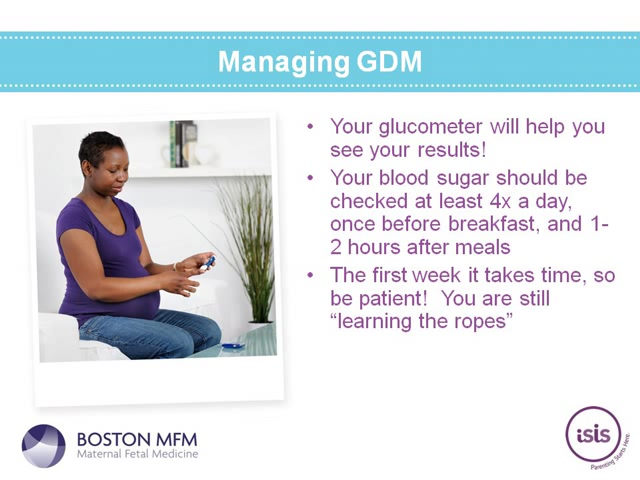 Managing GDM
• Your glucometer will help you
see your results!
• Your blood sugar should be
checked at least 4x a day,
once before breakfast, and 1-
2 hours after meals
• The first week it takes time, so
be patient!  You are still
“learning the ropes”
BOSTON MFM
Maternal Fetal Medicine
isis
Parenting Starts Here.